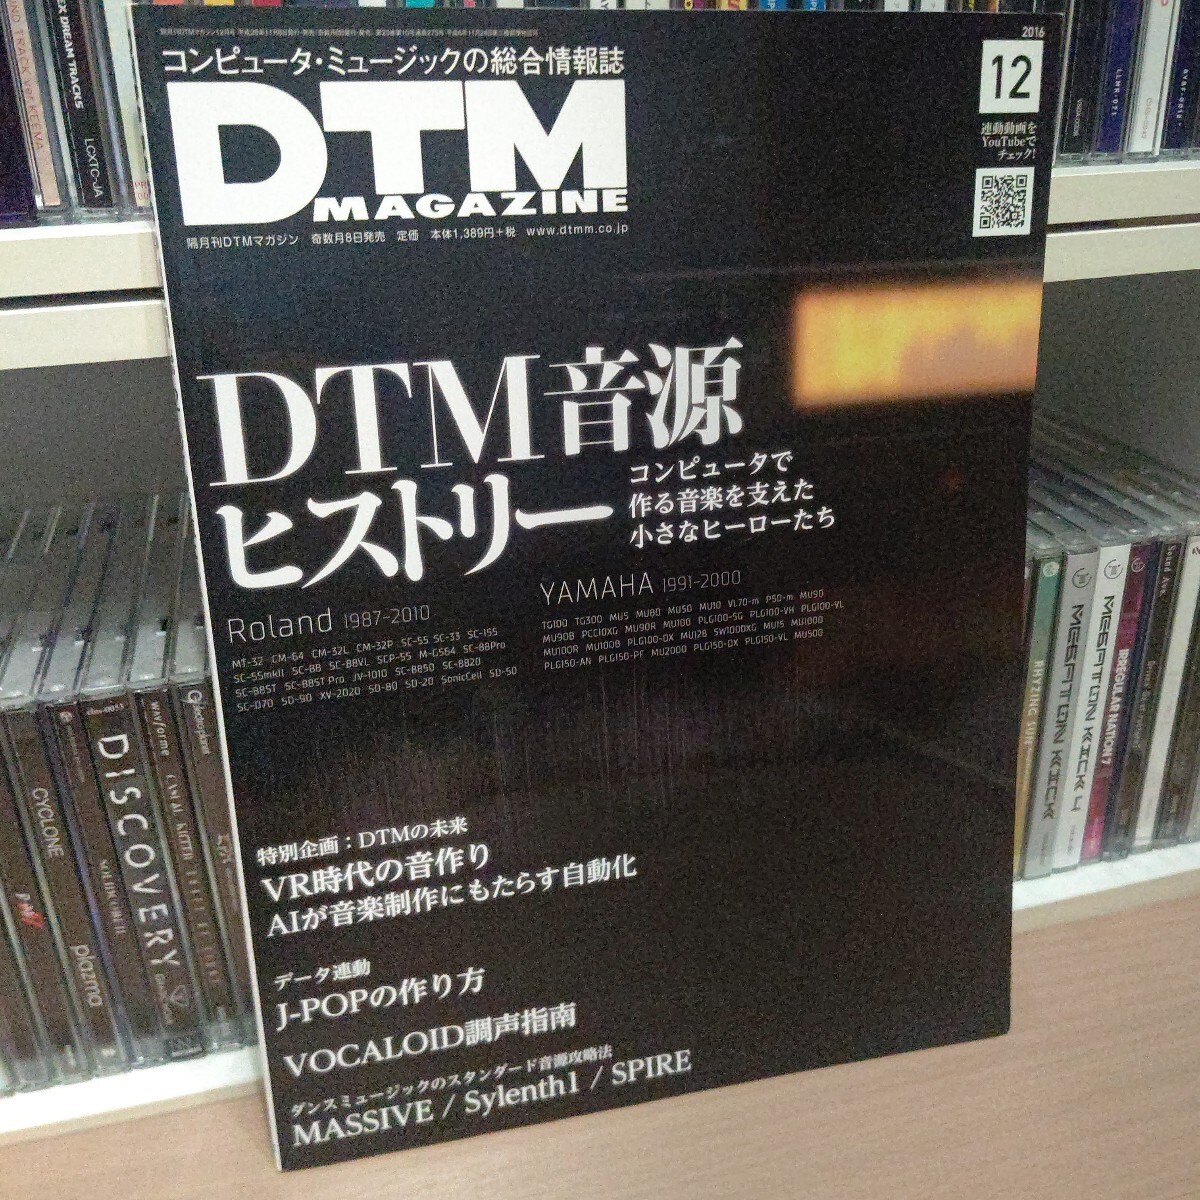 コンピュータ・ミュージックの総合情報誌
DTM
MAGAZINE
隔月刊DTMマガジン 奇数月8日発売 定価 本体1,389円+税 www.dtmm.co.jp
2016
12
連動動画を
YouTubeで
チェック!
DTM音源
ヒストリー
コンピュータで
作る音楽を支えた
小さなヒーローたち
Roland 1987-2010
MT-32 CM-64 CM-32L CM-32P SC-55 SC-33 SC-155
SC-55mkII SC-88 SC-88VL SCP-55 M-GS64 SC-88Pro
SC-88ST SC-88ST Pro JV-1010 SC-8850 SC-8820
SC-D70 SD-90 XV-2020 SD-80 SD-20 SonicCell SD-50
YAMAHA 1991-2000
TG100 TG300 MU5 MU80 MU50 MU10 VL70-m P50-m MU90
MU90B PCC10XG MU90R MU100 PLG100-SG PLG100-VH PLG100-VL
MU100R MU100B PLG100-DX MU128 SW1000XG MU15 MU1000
PLG150-AN PLG150-PF MU2000 PLG150-DX PLG150-VL MU500
特別企画:DTMの未来
VR時代の音作り
AIが音楽制作にもたらす自動化
データ連動
J-POPの作り方
VOCALOID調声指南
ダンスミュージックのスタンダード音源攻略法
MASSIVE / Sylenth1 / SPIRE
DREAM TRACKS
LCXTC-JA
CYCLONE
plazma
DISCOVERY
waveforme
MEGATON KICK
MEGATON KICK 4
IRREGULAR NATION 7